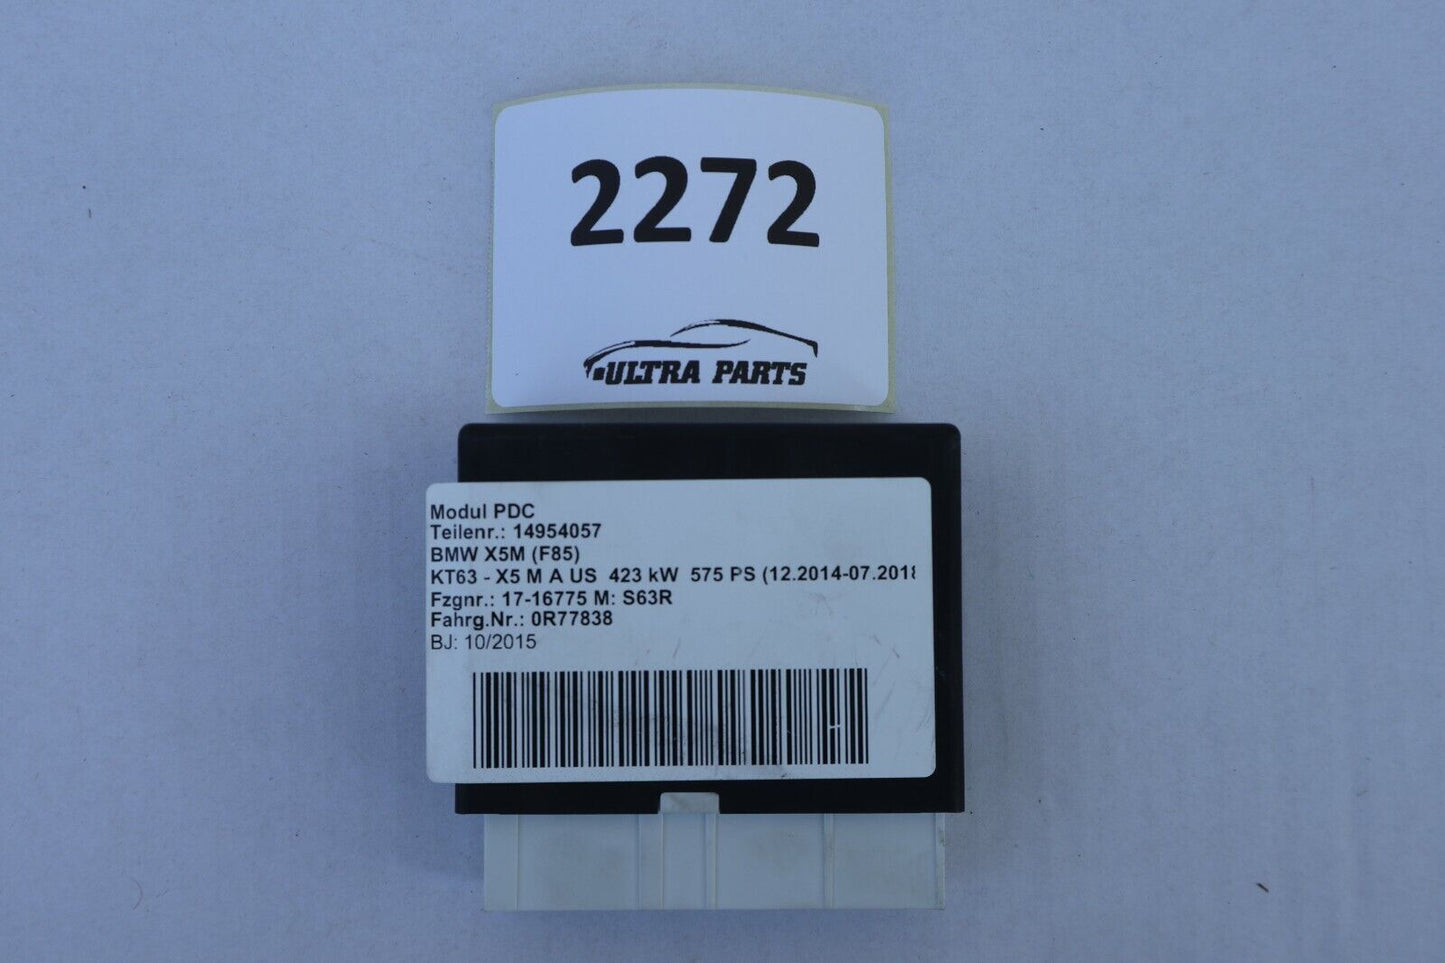 2272
ULTRA PARTS
Modul PDC
Teilenr.: 14954057
BMW X5M (F85)
KT63 - X5 M A US 423 kW 575 PS (12.2014-07.2018
Fzgnr.: 17-16775 M: S63R
Fahrg.Nr.: 0R77838
BJ: 10/2015